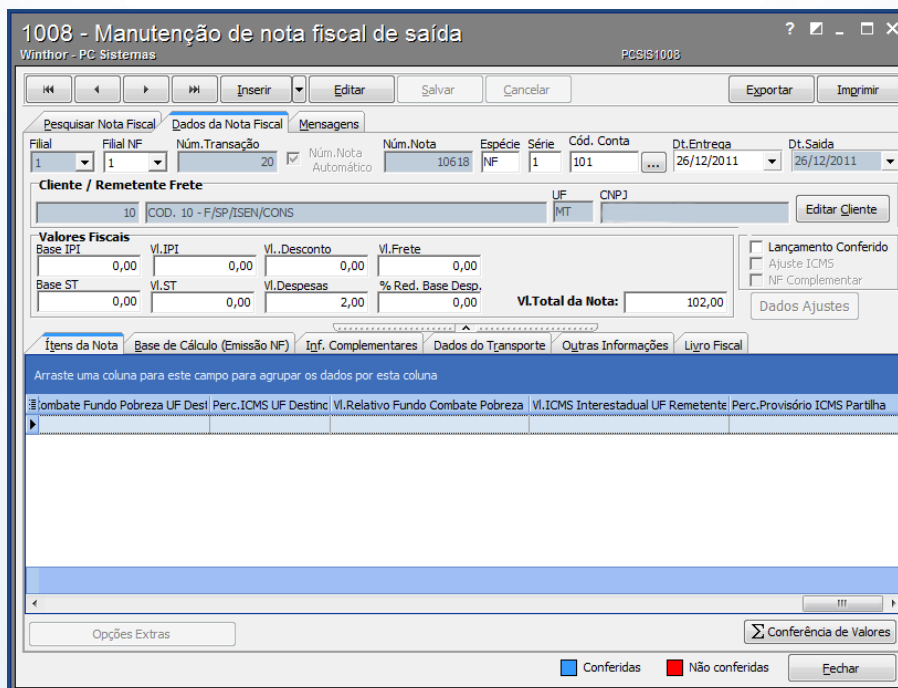 1008 - Manutenção de nota fiscal de saída
Winthor - PC Sistemas PCSIS1008
Inserir Editar Salvar Cancelar Exportar Imprimir
Pesquisar Nota Fiscal Dados da Nota Fiscal Mensagens
Filial Filial NF Núm.Transação Núm.Nota Automático Núm.Nota Espécie Série Cód. Conta Dt.Entrega Dt.Saida
1 1 20 10618 NF 1 101 ... 26/12/2011 26/12/2011
Cliente / Remetente Frete UF CNPJ
10 COD. 10 - F/SP/ISEN/CONS MT Editar Cliente
Valores Fiscais
Base IPI Vl.IPI Vl..Desconto Vl.Frete Lançamento Conferido
0,00 0,00 0,00 0,00 Ajuste ICMS
Base ST Vl.ST Vl.Despesas % Red. Base Desp. NF Complementar
0,00 0,00 2,00 0,00 Vl.Total da Nota: 102,00 Dados Ajustes
Ítens da Nota Base de Cálculo (Emissão NF) Inf. Complementares Dados do Transporte Outras Informações Livro Fiscal
Arraste uma coluna para este campo para agrupar os dados por esta coluna
ombate Fundo Pobreza UF Dest Perc.ICMS UF Destino Vl.Relativo Fundo Combate Pobreza Vl.ICMS Interestadual UF Remetente Perc.Provisório ICMS Partilha
Opções Extras Σ Conferência de Valores
Conferidas Não conferidas Fechar